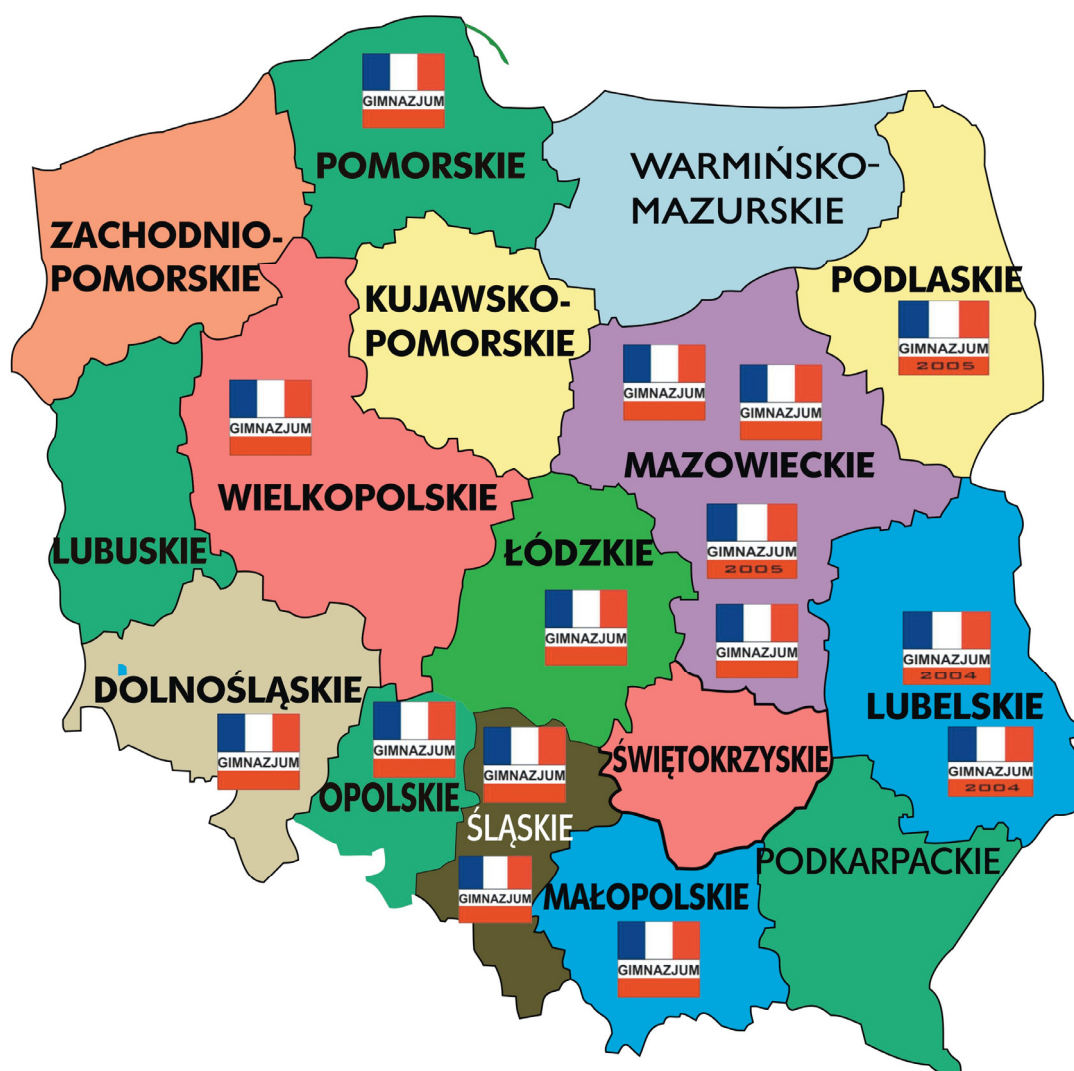 GIMNAZJUM
POMORSKIE
WARMIŃSKO-
MAZURSKIE
ZACHODNIO-
POMORSKIE
KUJAWSKO-
POMORSKIE
PODLASKIE
GIMNAZJUM
2005
GIMNAZJUM
GIMNAZJUM
GIMNAZJUM
MAZOWIECKIE
WIELKOPOLSKIE
LUBUSKIE
ŁÓDZKIE
GIMNAZJUM
2005
GIMNAZJUM
GIMNAZJUM
GIMNAZJUM
2004
LUBELSKIE
GIMNAZJUM
2004
DOLNOŚLĄSKIE
GIMNAZJUM
GIMNAZJUM
OPOLSKIE
GIMNAZJUM
ŚLĄSKIE
GIMNAZJUM
ŚWIĘTOKRZYSKIE
MAŁOPOLSKIE
GIMNAZJUM
PODKARPACKIE